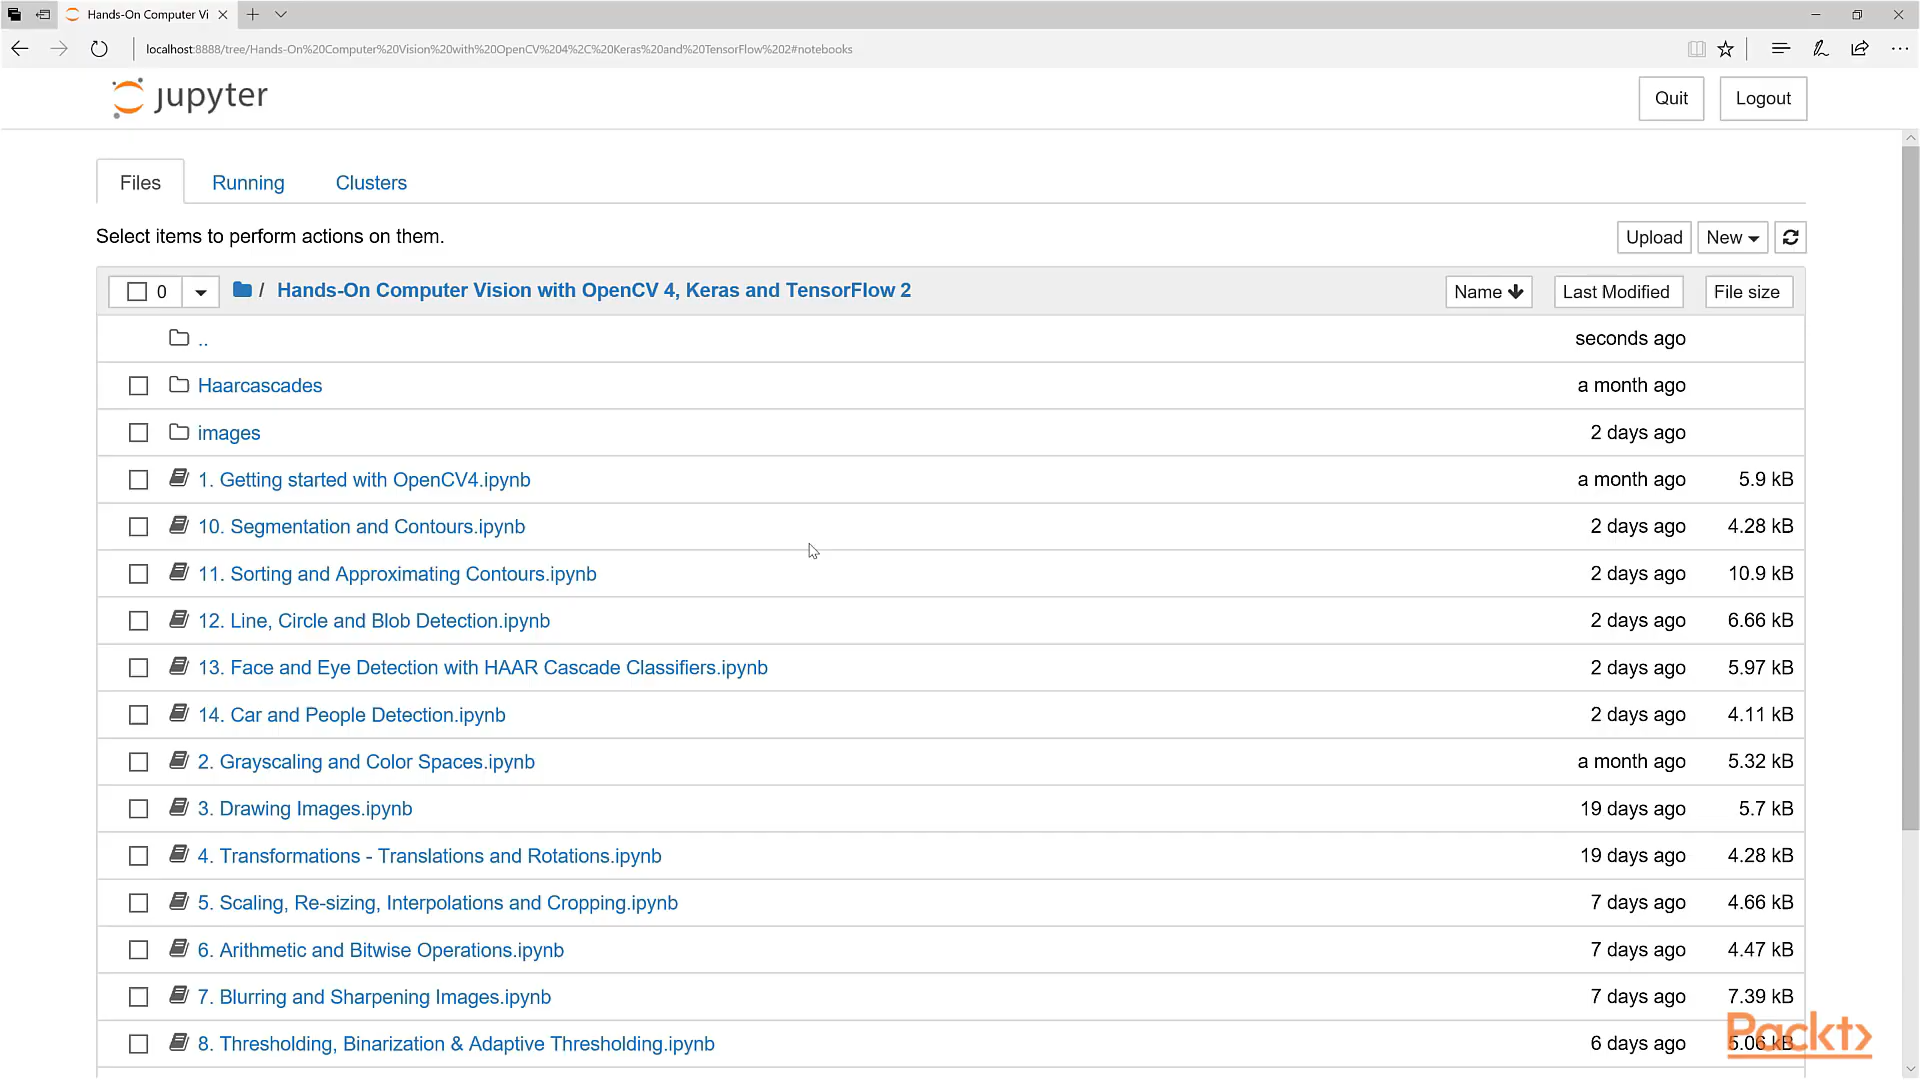 Hands-On Computer Vi
localhost:8888/tree/Hands-On%20Computer%20Vision%20with%20OpenCV%204%2C%20Keras%20and%20TensorFlow%202#notebooks
jupyter
Quit
Logout
Files
Running
Clusters
Select items to perform actions on them.
Upload
New
0
/ Hands-On Computer Vision with OpenCV 4, Keras and TensorFlow 2
Name
Last Modified
File size
.. seconds ago
Haarcascades a month ago
images 2 days ago
1. Getting started with OpenCV4.ipynb a month ago 5.9 kB
10. Segmentation and Contours.ipynb 2 days ago 4.28 kB
11. Sorting and Approximating Contours.ipynb 2 days ago 10.9 kB
12. Line, Circle and Blob Detection.ipynb 2 days ago 6.66 kB
13. Face and Eye Detection with HAAR Cascade Classifiers.ipynb 2 days ago 5.97 kB
14. Car and People Detection.ipynb 2 days ago 4.11 kB
2. Grayscaling and Color Spaces.ipynb a month ago 5.32 kB
3. Drawing Images.ipynb 19 days ago 5.7 kB
4. Transformations - Translations and Rotations.ipynb 19 days ago 4.28 kB
5. Scaling, Re-sizing, Interpolations and Cropping.ipynb 7 days ago 4.66 kB
6. Arithmetic and Bitwise Operations.ipynb 7 days ago 4.47 kB
7. Blurring and Sharpening Images.ipynb 7 days ago 7.39 kB
8. Thresholding, Binarization & Adaptive Thresholding.ipynb 6 days ago 5.06 kB
Packt>